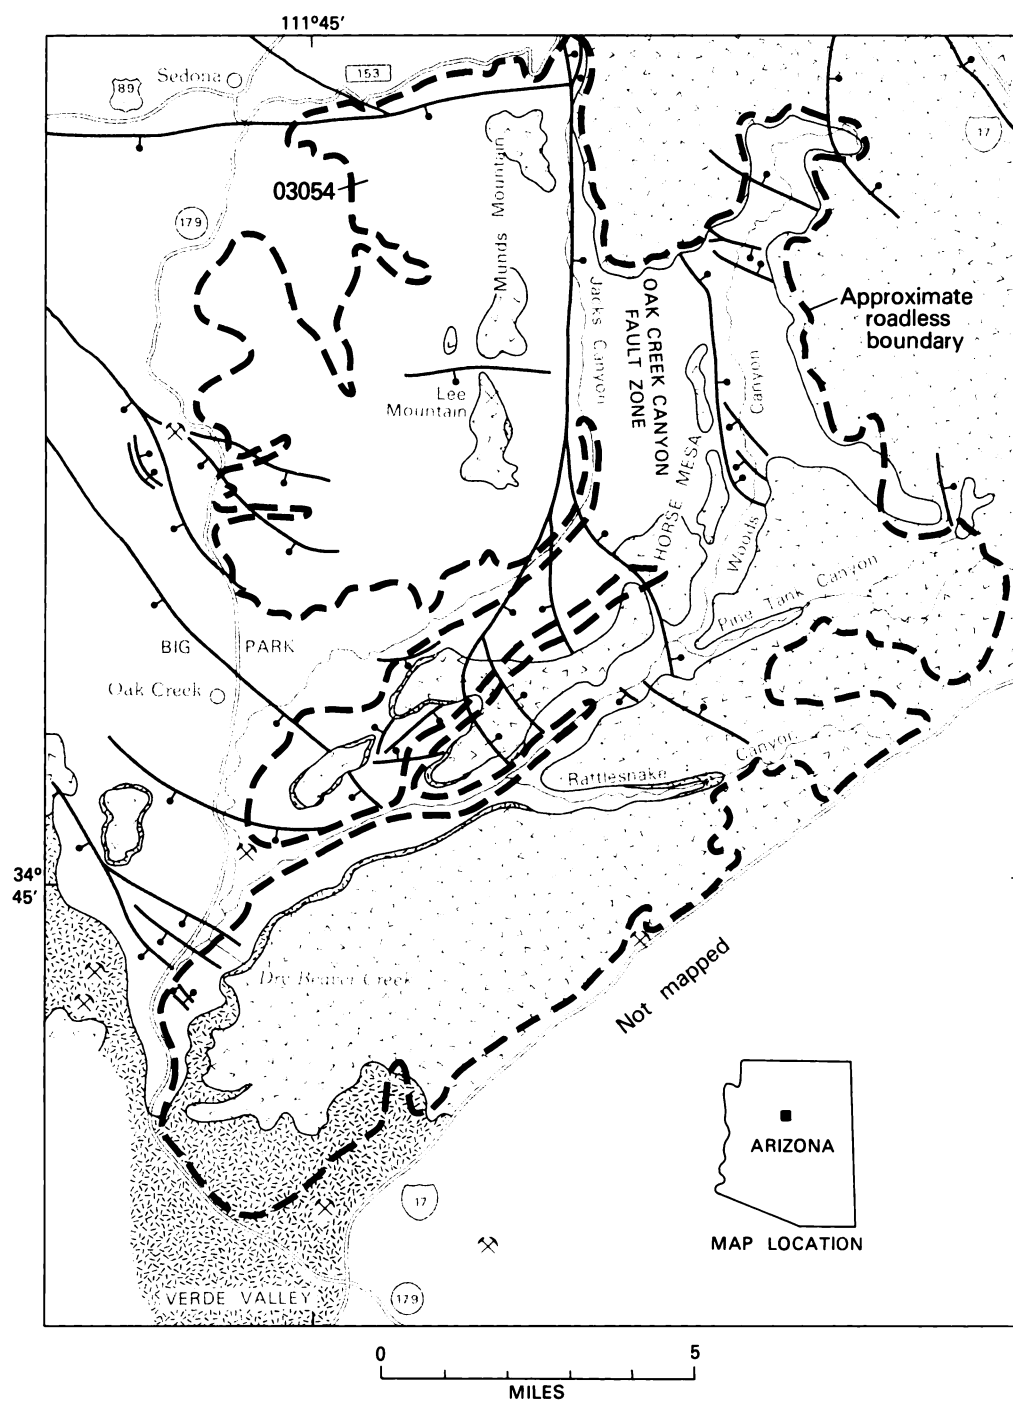 111°45′
Sedona
89
153
17
03054
179
Munds Mountain
Mountain
Jacks Canyon
OAK CREEK CANYON
FAULT ZONE
Approximate
roadless
boundary
Canyon
Lee
Mountain
HORSE MESA
Woods
Pine Tank Canyon
BIG PARK
Oak Creek
Rattlesnake Canyon
34°
45′
Dry Beaver Creek
Not mapped
ARIZONA
MAP LOCATION
17
VERDE VALLEY
179
0 5
MILES